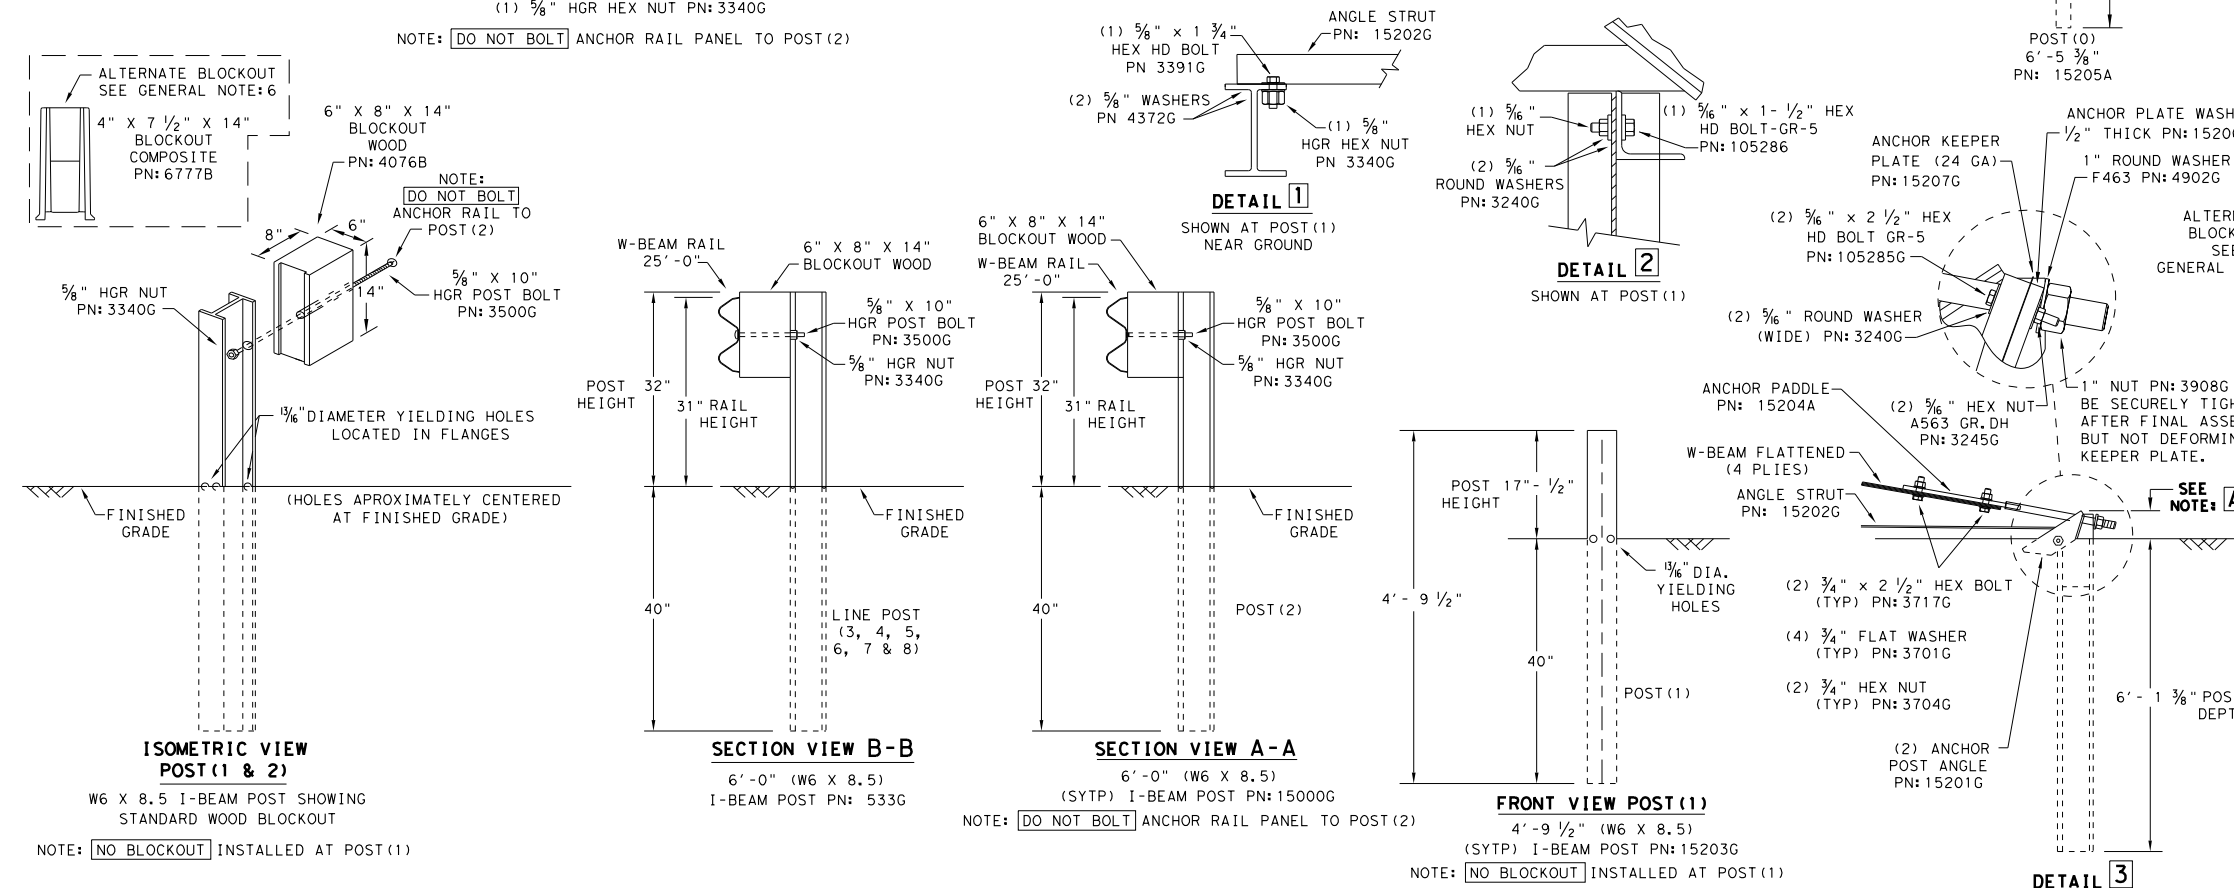 (1) ⅝" HGR HEX NUT PN:3340G
NOTE: DO NOT BOLT ANCHOR RAIL PANEL TO POST(2)
ALTERNATE BLOCKOUT
SEE GENERAL NOTE:6
4" X 7 ½" X 14"
BLOCKOUT
COMPOSITE
PN:6777B
6" X 8" X 14"
BLOCKOUT
WOOD
PN:4076B
NOTE:
DO NOT BOLT
ANCHOR RAIL TO
POST(2)
8"
6"
14"
⅝" X 10"
HGR POST BOLT
PN:3500G
⅝" HGR NUT
PN:3340G
13⁄16"DIAMETER YIELDING HOLES
LOCATED IN FLANGES
(HOLES APROXIMATELY CENTERED
AT FINISHED GRADE)
FINISHED
GRADE
ISOMETRIC VIEW
POST(1 & 2)
W6 X 8.5 I-BEAM POST SHOWING
STANDARD WOOD BLOCKOUT
NOTE: NO BLOCKOUT INSTALLED AT POST(1)
W-BEAM RAIL
25'-0"
6" X 8" X 14"
BLOCKOUT WOOD
⅝" X 10"
HGR POST BOLT
PN:3500G
⅝" HGR NUT
PN:3340G
POST 32"
HEIGHT
31" RAIL
HEIGHT
FINISHED
GRADE
40"
LINE POST
(3, 4, 5,
6, 7 & 8)
SECTION VIEW B-B
6'-0" (W6 X 8.5)
I-BEAM POST PN: 533G
6" X 8" X 14"
BLOCKOUT WOOD
W-BEAM RAIL
25'-0"
⅝" X 10"
HGR POST BOLT
PN:3500G
⅝" HGR NUT
PN:3340G
POST 32"
HEIGHT
31" RAIL
HEIGHT
FINISHED
GRADE
40"
POST(2)
SECTION VIEW A-A
6'-0" (W6 X 8.5)
(SYTP) I-BEAM POST PN:15000G
NOTE: DO NOT BOLT ANCHOR RAIL PANEL TO POST(2)
(1) ⅝" x 1 ¾"
HEX HD BOLT
PN 3391G
ANGLE STRUT
PN: 15202G
(2) ⅝" WASHERS
PN 4372G
(1) ⅝"
HGR HEX NUT
PN 3340G
DETAIL 1
SHOWN AT POST(1)
NEAR GROUND
(1) 5⁄16"
HEX NUT
(1) 5⁄16" x 1-½" HEX
HD BOLT-GR-5
PN:105286
(2) 5⁄16"
ROUND WASHERS
PN:3240G
DETAIL 2
SHOWN AT POST(1)
POST 17"-½"
HEIGHT
4'-9 ½"
40"
13⁄16"DIA.
YIELDING
HOLES
POST(1)
FRONT VIEW POST(1)
4'-9 ½" (W6 X 8.5)
(SYTP) I-BEAM POST PN:15203G
NOTE: NO BLOCKOUT INSTALLED AT POST(1)
POST(0)
6'-5 ⅜"
PN: 15205A
ANCHOR PLATE WASH
½" THICK PN:1520
ANCHOR KEEPER
PLATE (24 GA)
PN:15207G
1" ROUND WASHER
F463 PN:4902G
(2) 5⁄16" x 2 ½" HEX
HD BOLT GR-5
PN:105285G
ALTER
BLOCK
SEE
GENERAL
(2) 5⁄16" ROUND WASHER
(WIDE) PN:3240G
ANCHOR PADDLE
PN: 15204A
(2) 5⁄16" HEX NUT
A563 GR.DH
PN:3245G
1" NUT PN:3908G
BE SECURELY TIGH
AFTER FINAL ASSE
BUT NOT DEFORMIN
KEEPER PLATE.
W-BEAM FLATTENED
(4 PLIES)
ANGLE STRUT
PN: 15202G
SEE
NOTE: A
(2) ¾" x 2 ½" HEX BOLT
(TYP) PN:3717G
(4) ¾" FLAT WASHER
(TYP) PN:3701G
(2) ¾" HEX NUT
(TYP) PN:3704G
(2) ANCHOR
POST ANGLE
PN:15201G
6'- 1 ⅜" POS
DEPT
DETAIL 3